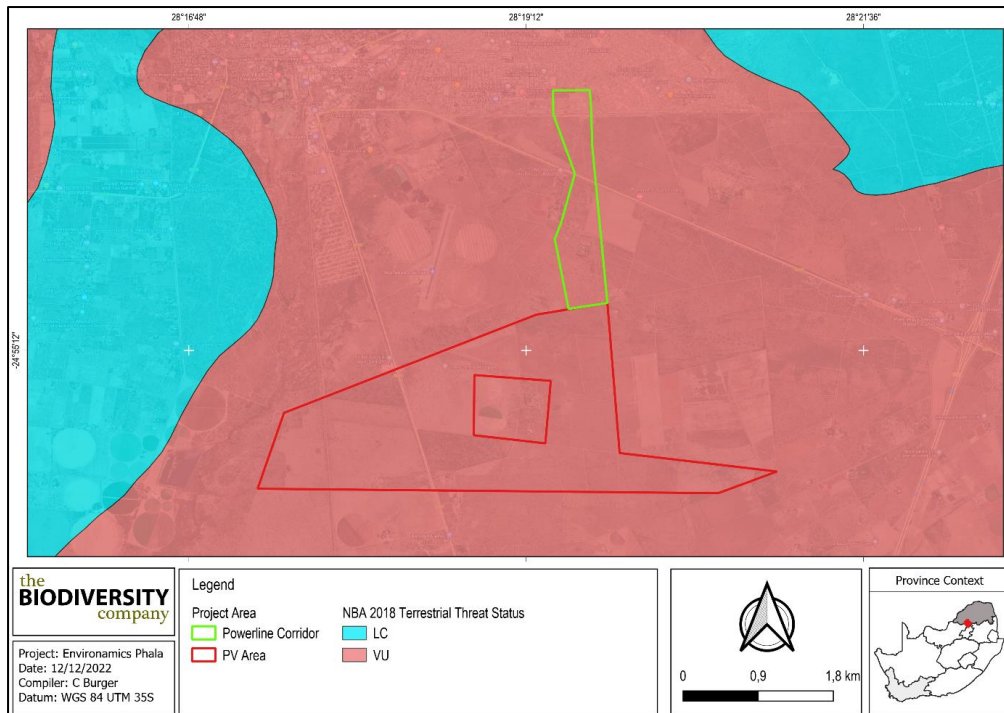 28°16'48"
28°19'12"
28°21'36"
-24°55'12"
the
BIODIVERSITY
company
Project: Environamics Phala
Date: 12/12/2022
Compiler: C Burger
Datum: WGS 84 UTM 35S
Legend
Project Area
Powerline Corridor
PV Area
NBA 2018 Terrestrial Threat Status
LC
VU
0
0,9
1,8 km
Province Context